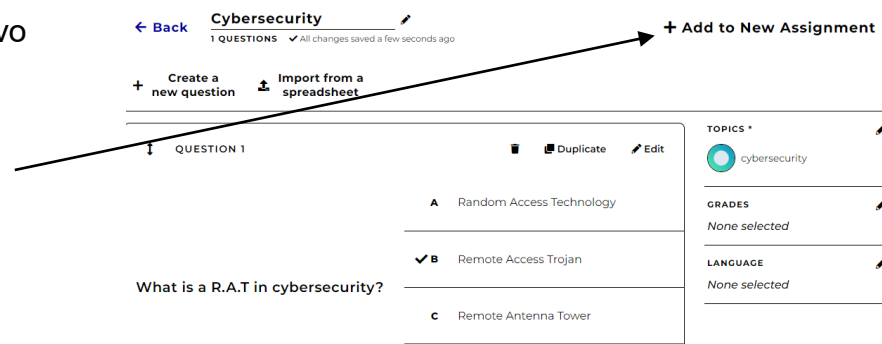 vo
← Back
Cybersecurity
1 QUESTIONS ✔ All changes saved a few seconds ago
+ Add to New Assignment
+ Create a
new question
Import from a
spreadsheet
QUESTION 1
Duplicate
Edit
What is a R.A.T in cybersecurity?
A Random Access Technology
✔ B Remote Access Trojan
C Remote Antenna Tower
TOPICS *
cybersecurity
GRADES
None selected
LANGUAGE
None selected